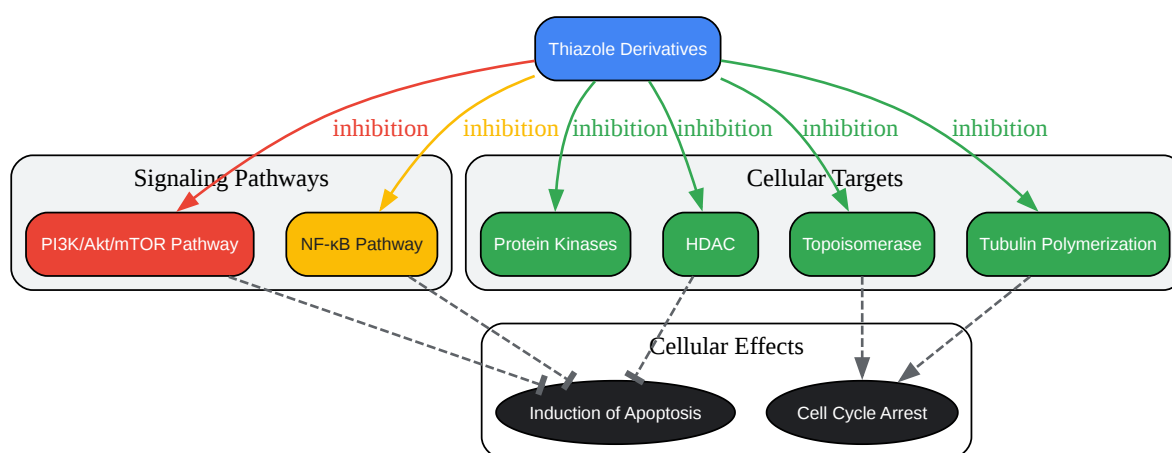 Thiazole Derivatives
inhibition inhibition inhibition inhibition inhibition inhibition
Signaling Pathways
Cellular Targets
PI3K/Akt/mTOR Pathway
NF-κB Pathway
Protein Kinases
HDAC
Topoisomerase
Tubulin Polymerization
Cellular Effects
Induction of Apoptosis
Cell Cycle Arrest